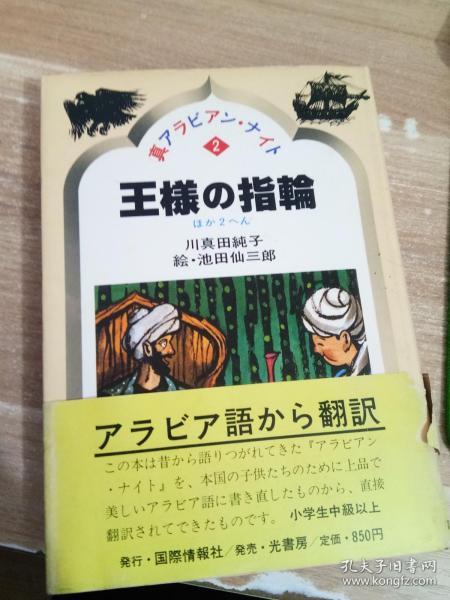 真アラビアン・ナイト
2
王様の指輪
ほか2へん
川真田純子
絵・池田仙三郎
アラビア語から翻訳
この本は昔から語りつがれてきた『アラビアン
・ナイト』を、本国の子供たちのために上品で
美しいアラビア語に書き直したものから、直接
翻訳されてできたものです。 小学生中級以上
発行・国際情報社/発売・光書房/定価・850円
孔夫子旧书网
www.kongfz.com